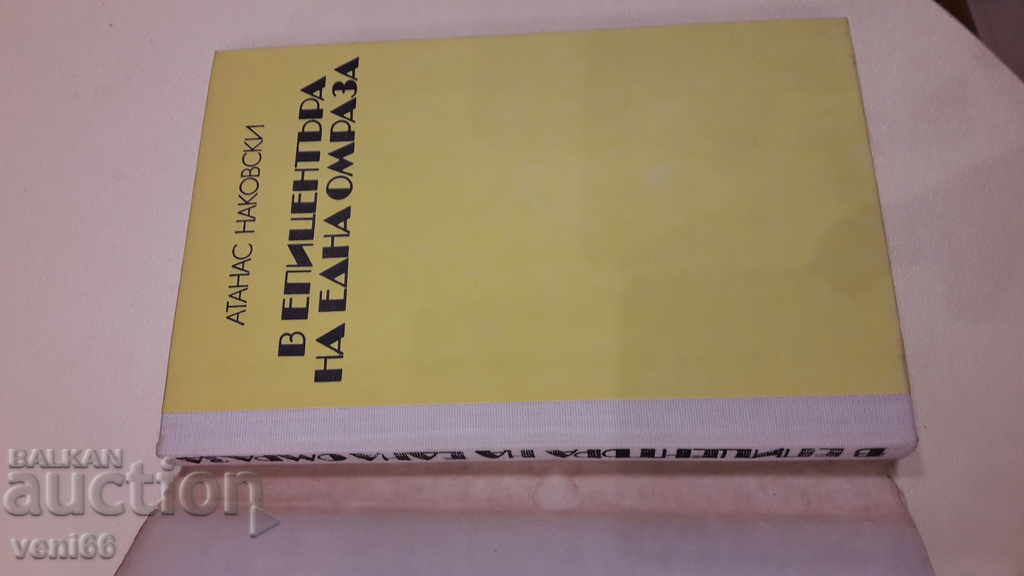 АТАНАС НАКОВСКИ
В ЕПИЦЕНТЪРА
НА ЕДНА ОМРАЗА
В ЕПИЦЕНТЪРА НА ЕДНА ОМРАЗА
BALKAN
auction
veni66